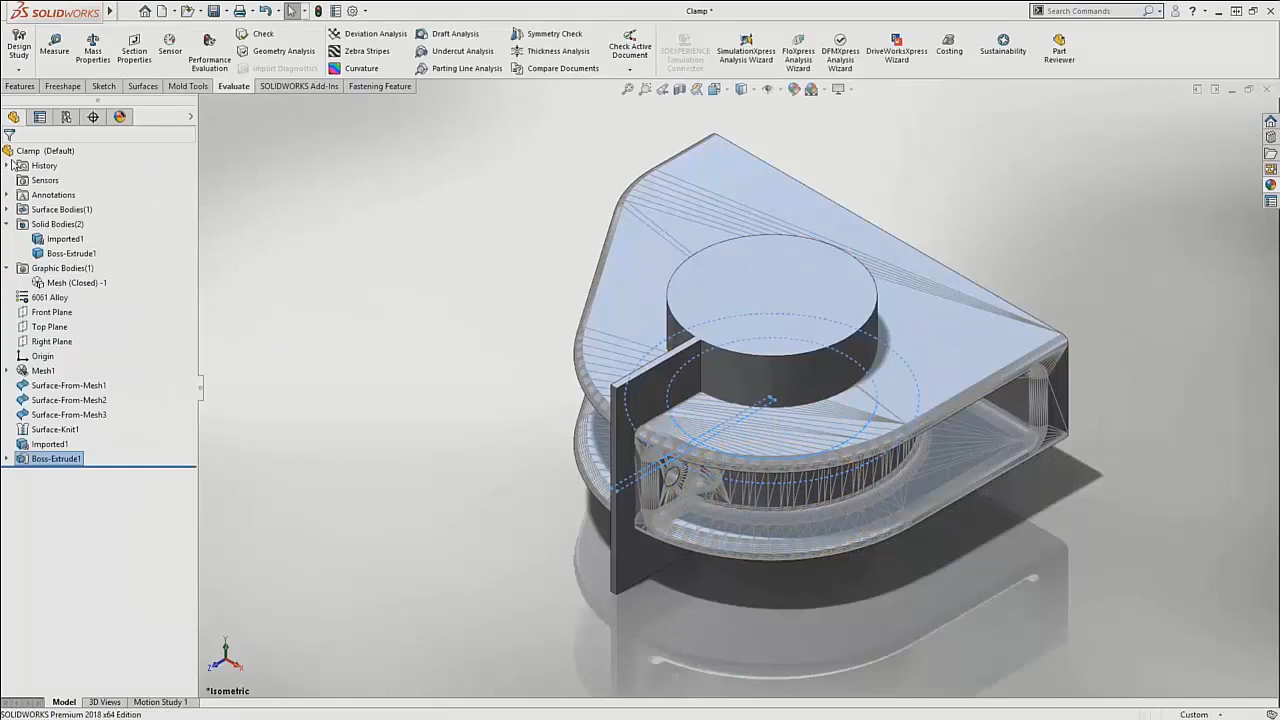 SOLIDWORKS
Clamp *
Search Commands
Design Study
Measure
Mass Properties
Section Properties
Sensor
Performance Evaluation
Check
Geometry Analysis
Import Diagnostics
Deviation Analysis
Zebra Stripes
Curvature
Draft Analysis
Undercut Analysis
Parting Line Analysis
Symmetry Check
Thickness Analysis
Compare Documents
Check Active Document
3DEXPERIENCE Simulation Connector
SimulationXpress Analysis Wizard
FloXpress Analysis Wizard
DFMXpress Analysis Wizard
DriveWorksXpress Wizard
Costing
Sustainability
Part Reviewer
Features Freeshape Sketch Surfaces Mold Tools Evaluate SOLIDWORKS Add-Ins Fastening Feature
Clamp (Default)
History
Sensors
Annotations
Surface Bodies(1)
Solid Bodies(2)
Imported1
Boss-Extrude1
Graphic Bodies(1)
Mesh (Closed) -1
6061 Alloy
Front Plane
Top Plane
Right Plane
Origin
Mesh1
Surface-From-Mesh1
Surface-From-Mesh2
Surface-From-Mesh3
Surface-Knit1
Imported1
Boss-Extrude1
Y
Z X
*Isometric
Model 3D Views Motion Study 1
SOLIDWORKS Premium 2018 x64 Edition
Custom